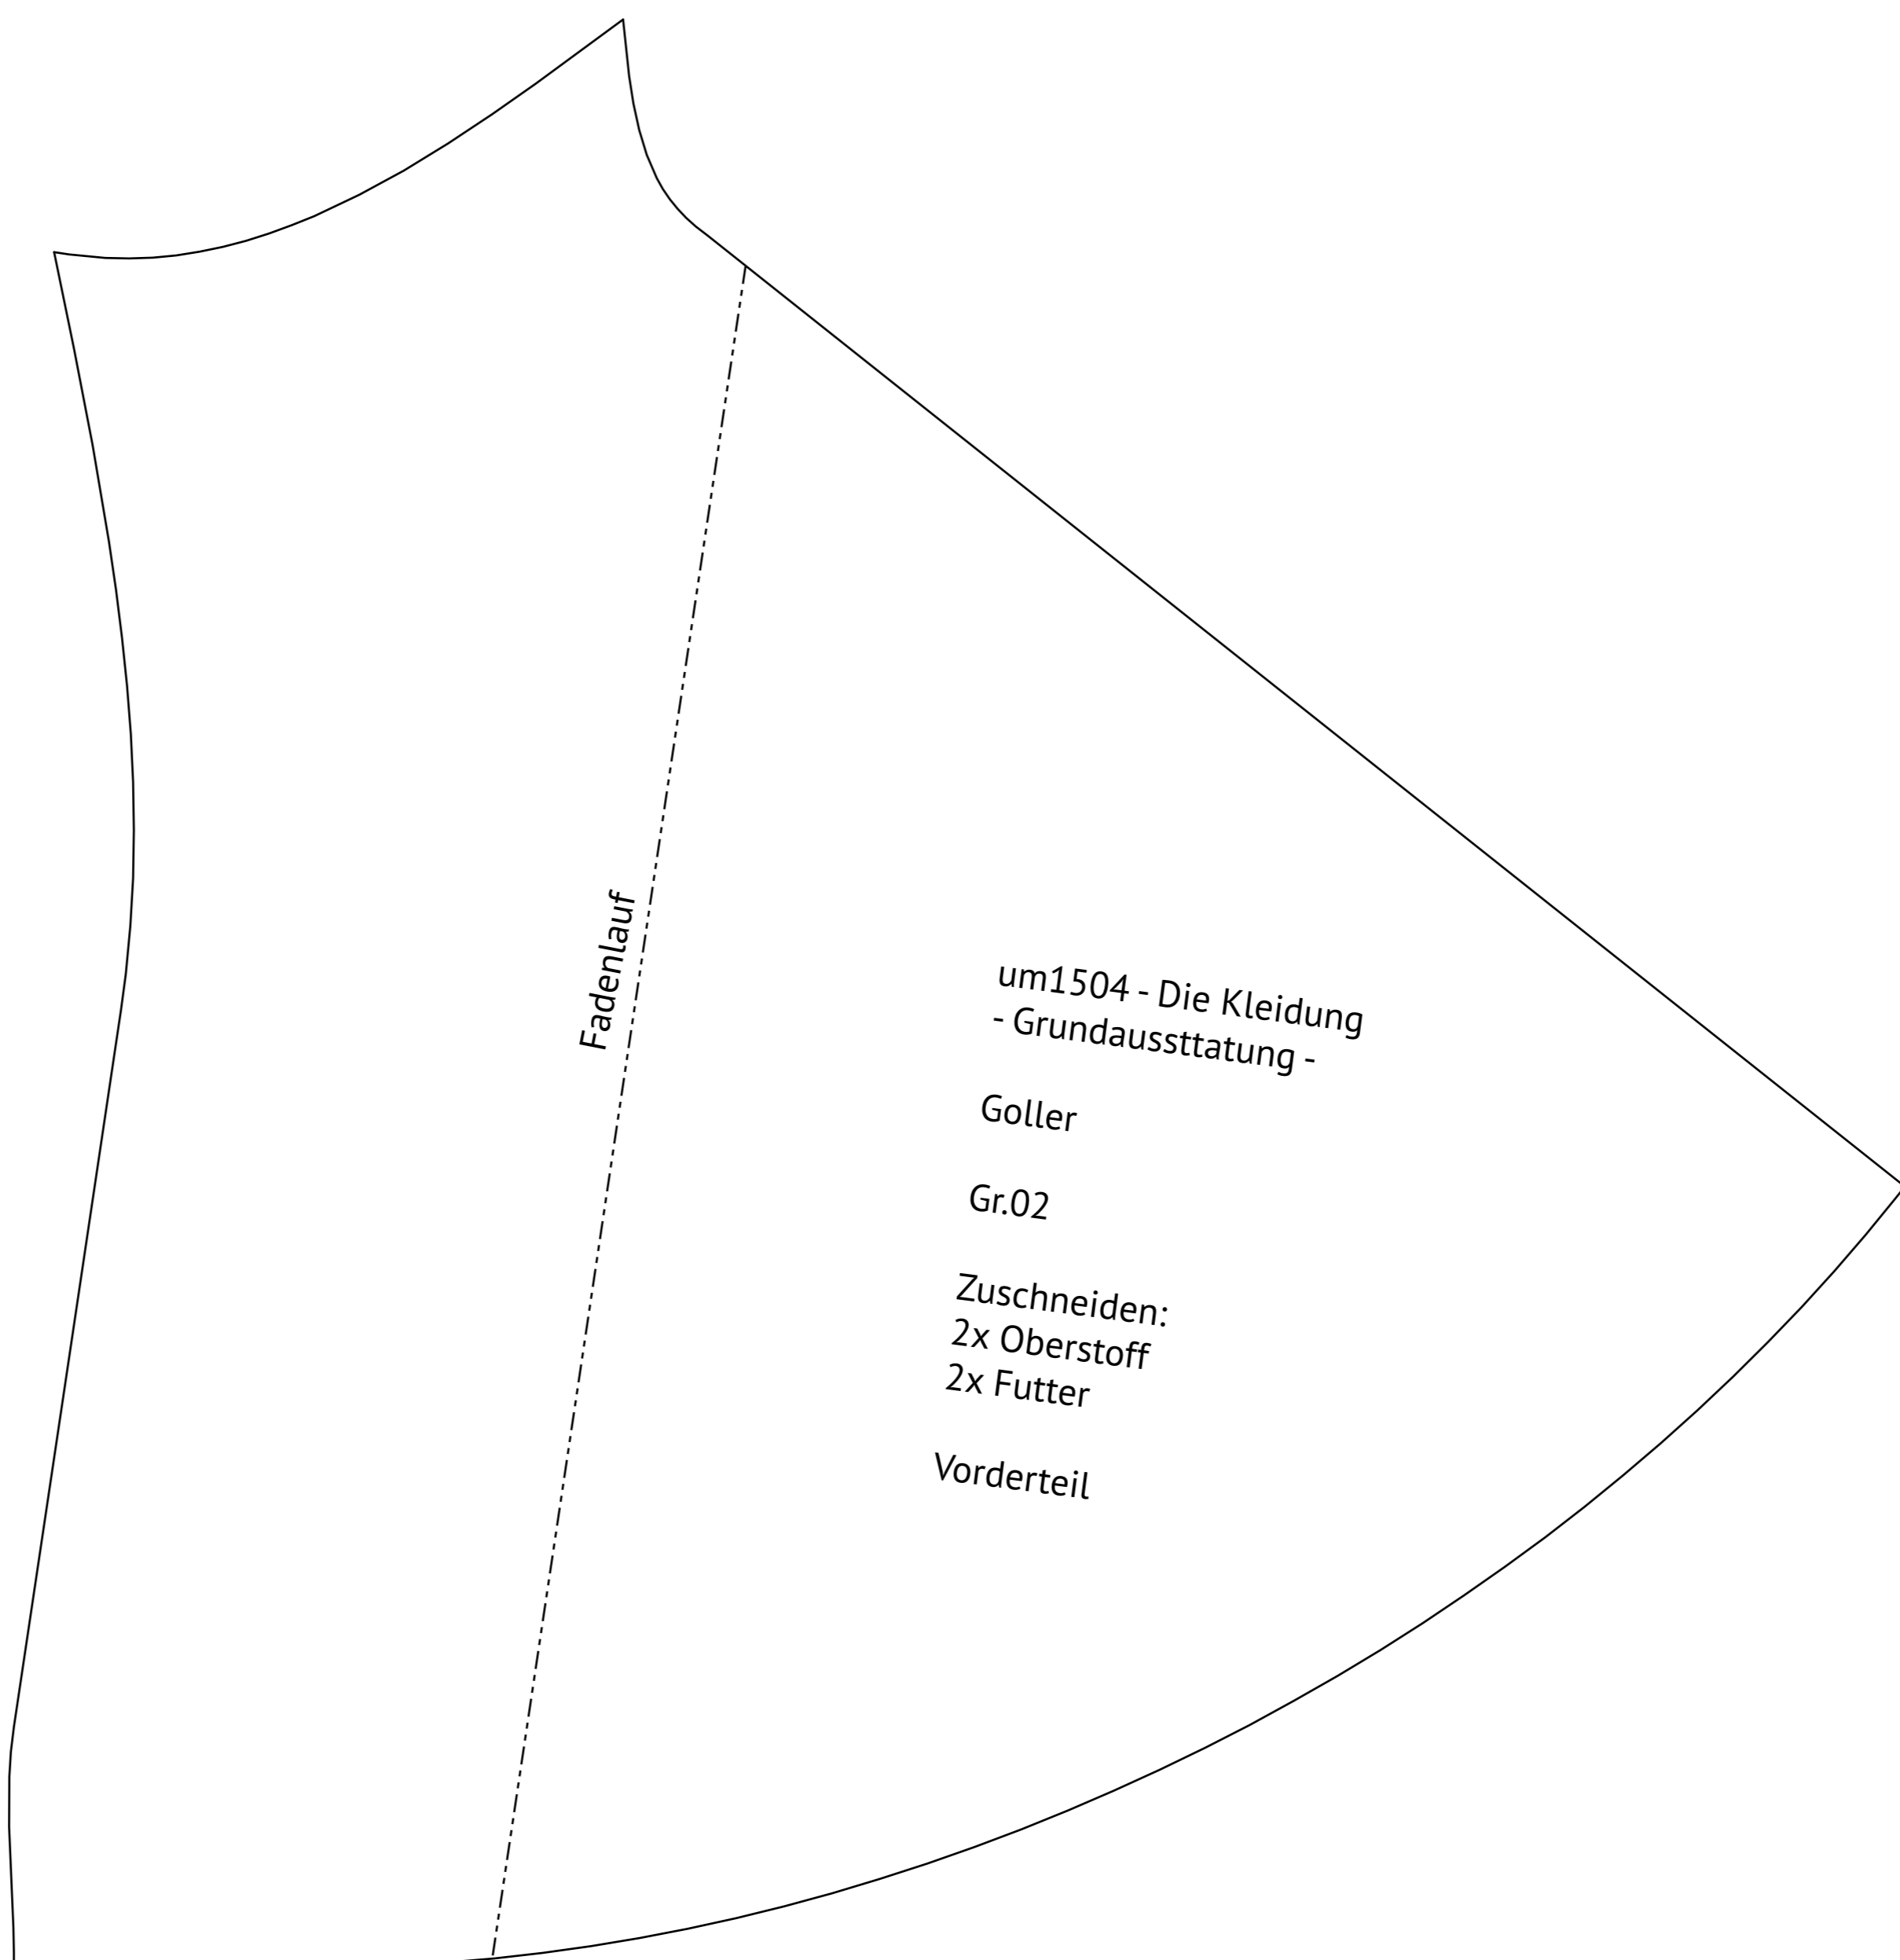 Fadenlauf
um1504 - Die Kleidung
- Grundaussttatung -
Goller
Gr.02
Zuschneiden:
2x Oberstoff
2x Futter
Vorderteil